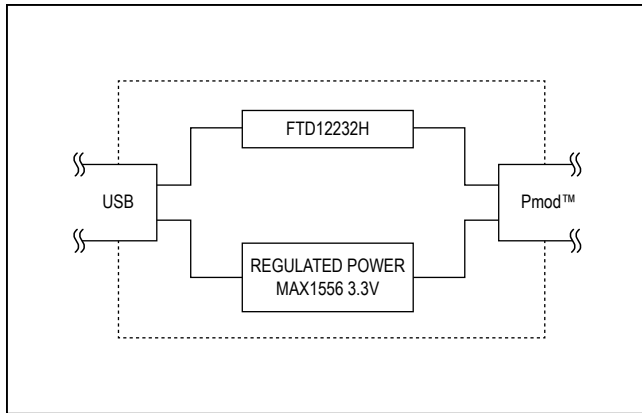 FTD12232H
USB
Pmod™
REGULATED POWER
MAX1556 3.3V